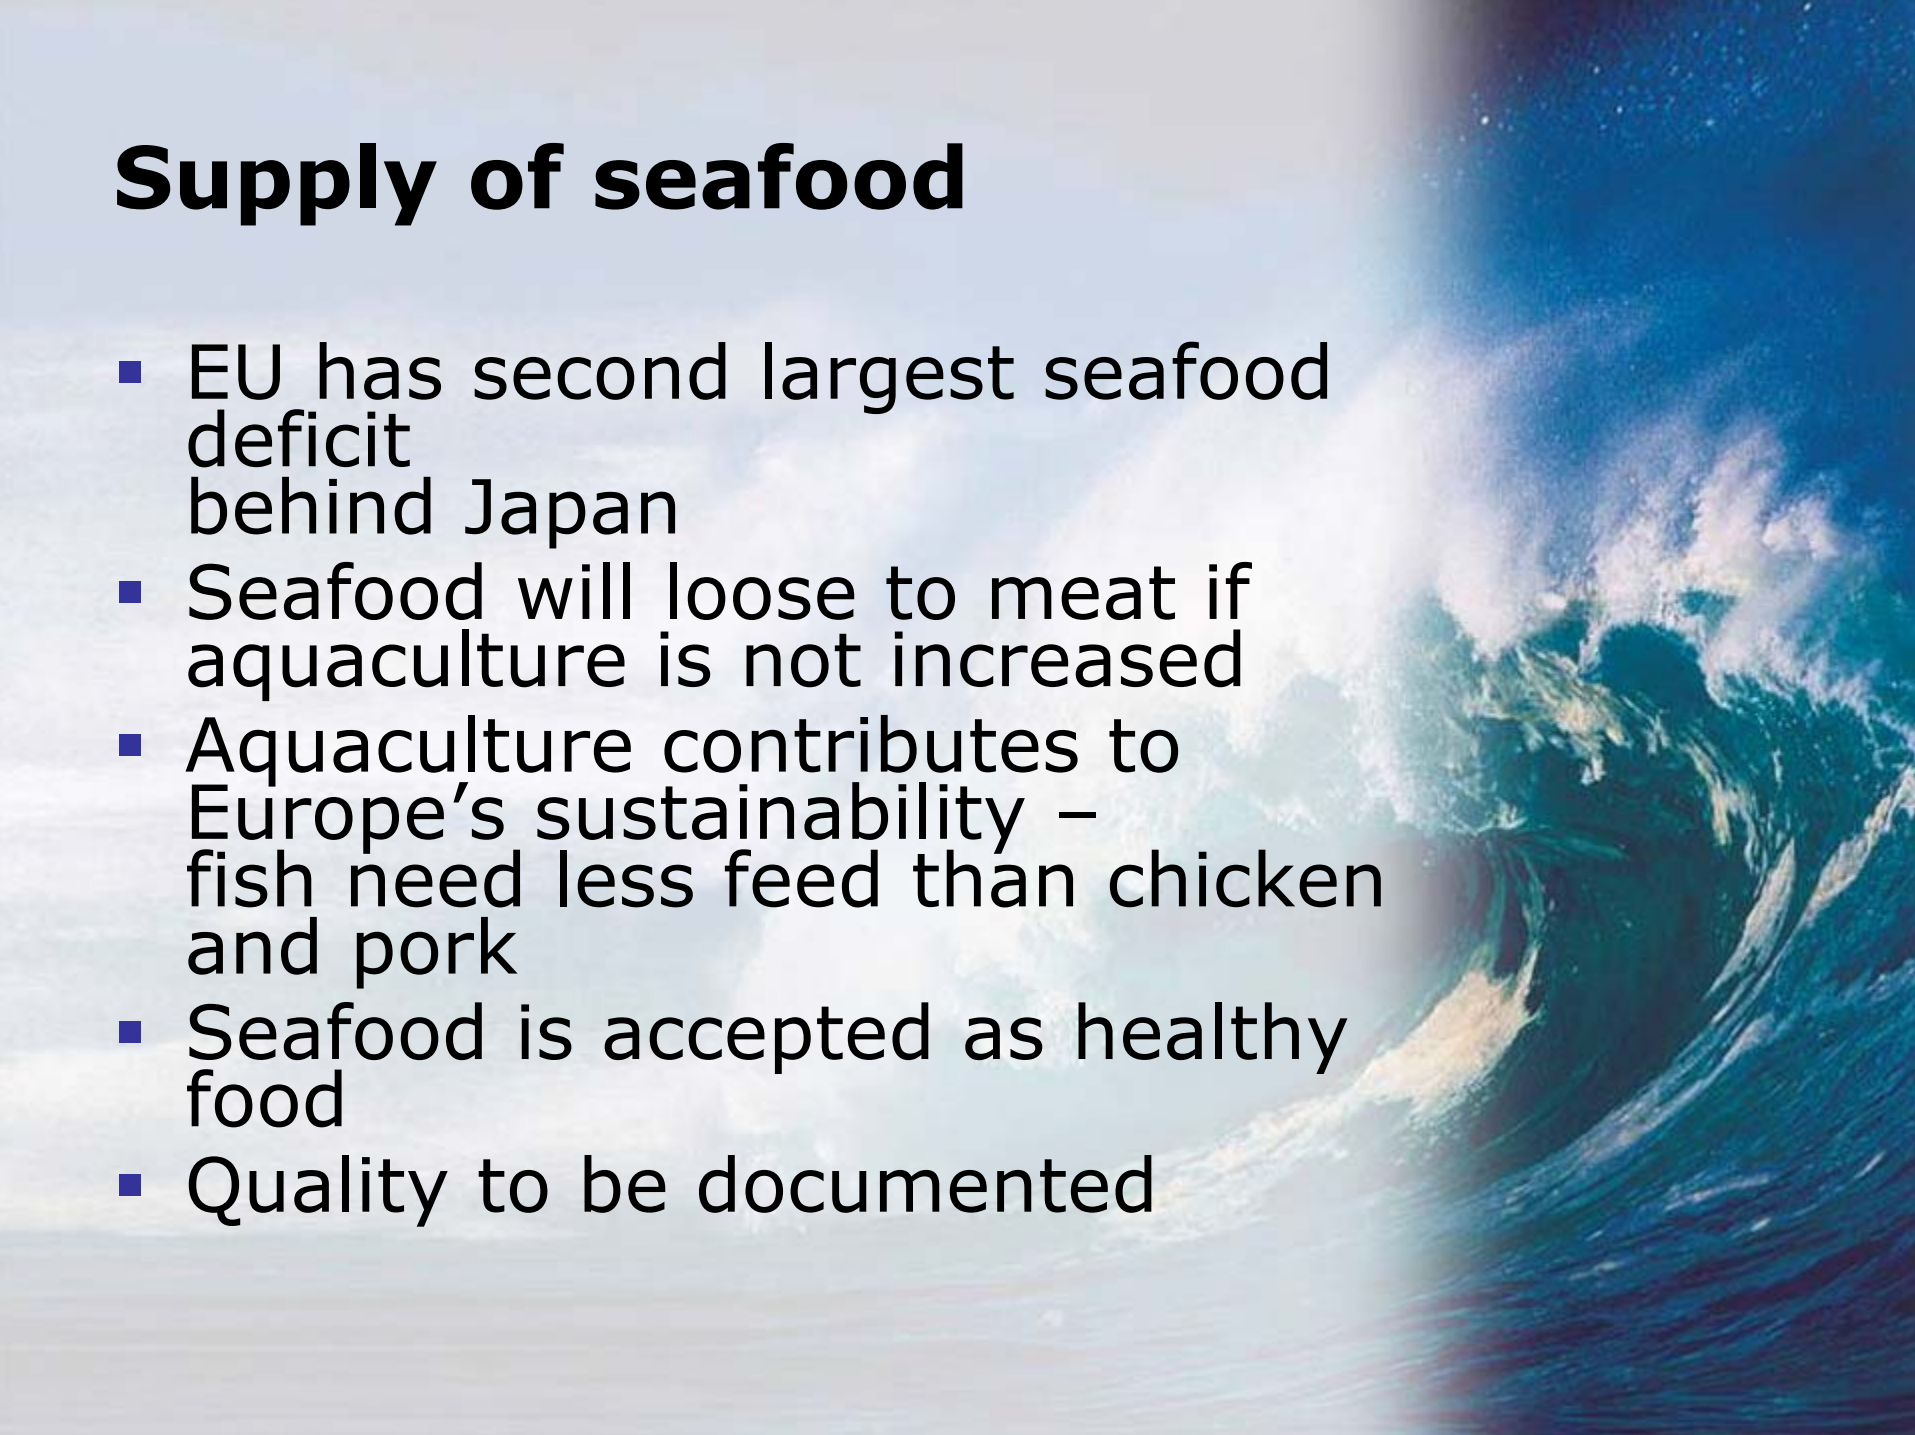 Supply of seafood
▪ EU has second largest seafood
deficit
behind Japan
▪ Seafood will loose to meat if
aquaculture is not increased
▪ Aquaculture contributes to
Europe’s sustainability –
fish need less feed than chicken
and pork
▪ Seafood is accepted as healthy
food
▪ Quality to be documented